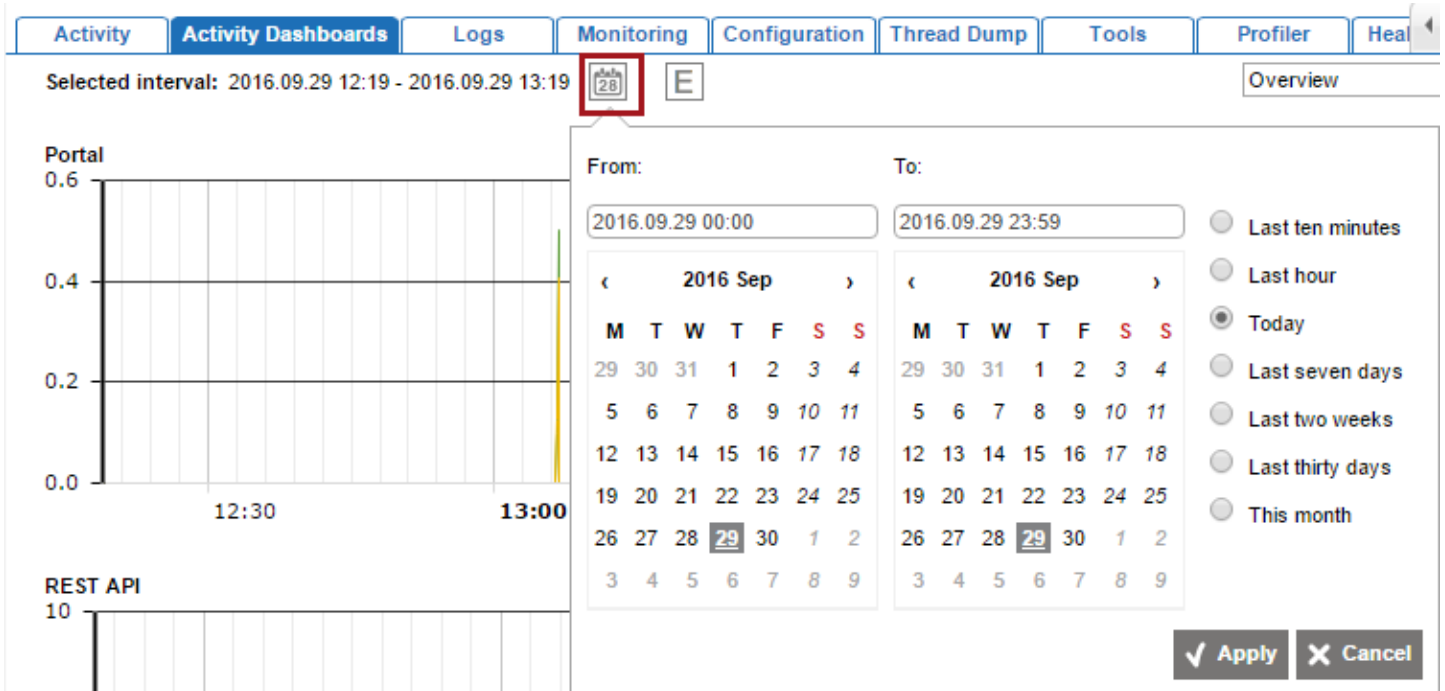 Activity Activity Dashboards Logs Monitoring Configuration Thread Dump Tools Profiler Heal
Selected interval: 2016.09.29 12:19 - 2016.09.29 13:19 28 E Overview
Portal
0.6
0.4
0.2
0.0
12:30 13:00
REST API
10
From: To:
2016.09.29 00:00 2016.09.29 23:59
‹ 2016 Sep › ‹ 2016 Sep ›
M T W T F S S M T W T F S S
29 30 31 1 2 3 4 29 30 31 1 2 3 4
5 6 7 8 9 10 11 5 6 7 8 9 10 11
12 13 14 15 16 17 18 12 13 14 15 16 17 18
19 20 21 22 23 24 25 19 20 21 22 23 24 25
26 27 28 29 30 1 2 26 27 28 29 30 1 2
3 4 5 6 7 8 9 3 4 5 6 7 8 9
Last ten minutes
Last hour
Today
Last seven days
Last two weeks
Last thirty days
This month
Apply Cancel